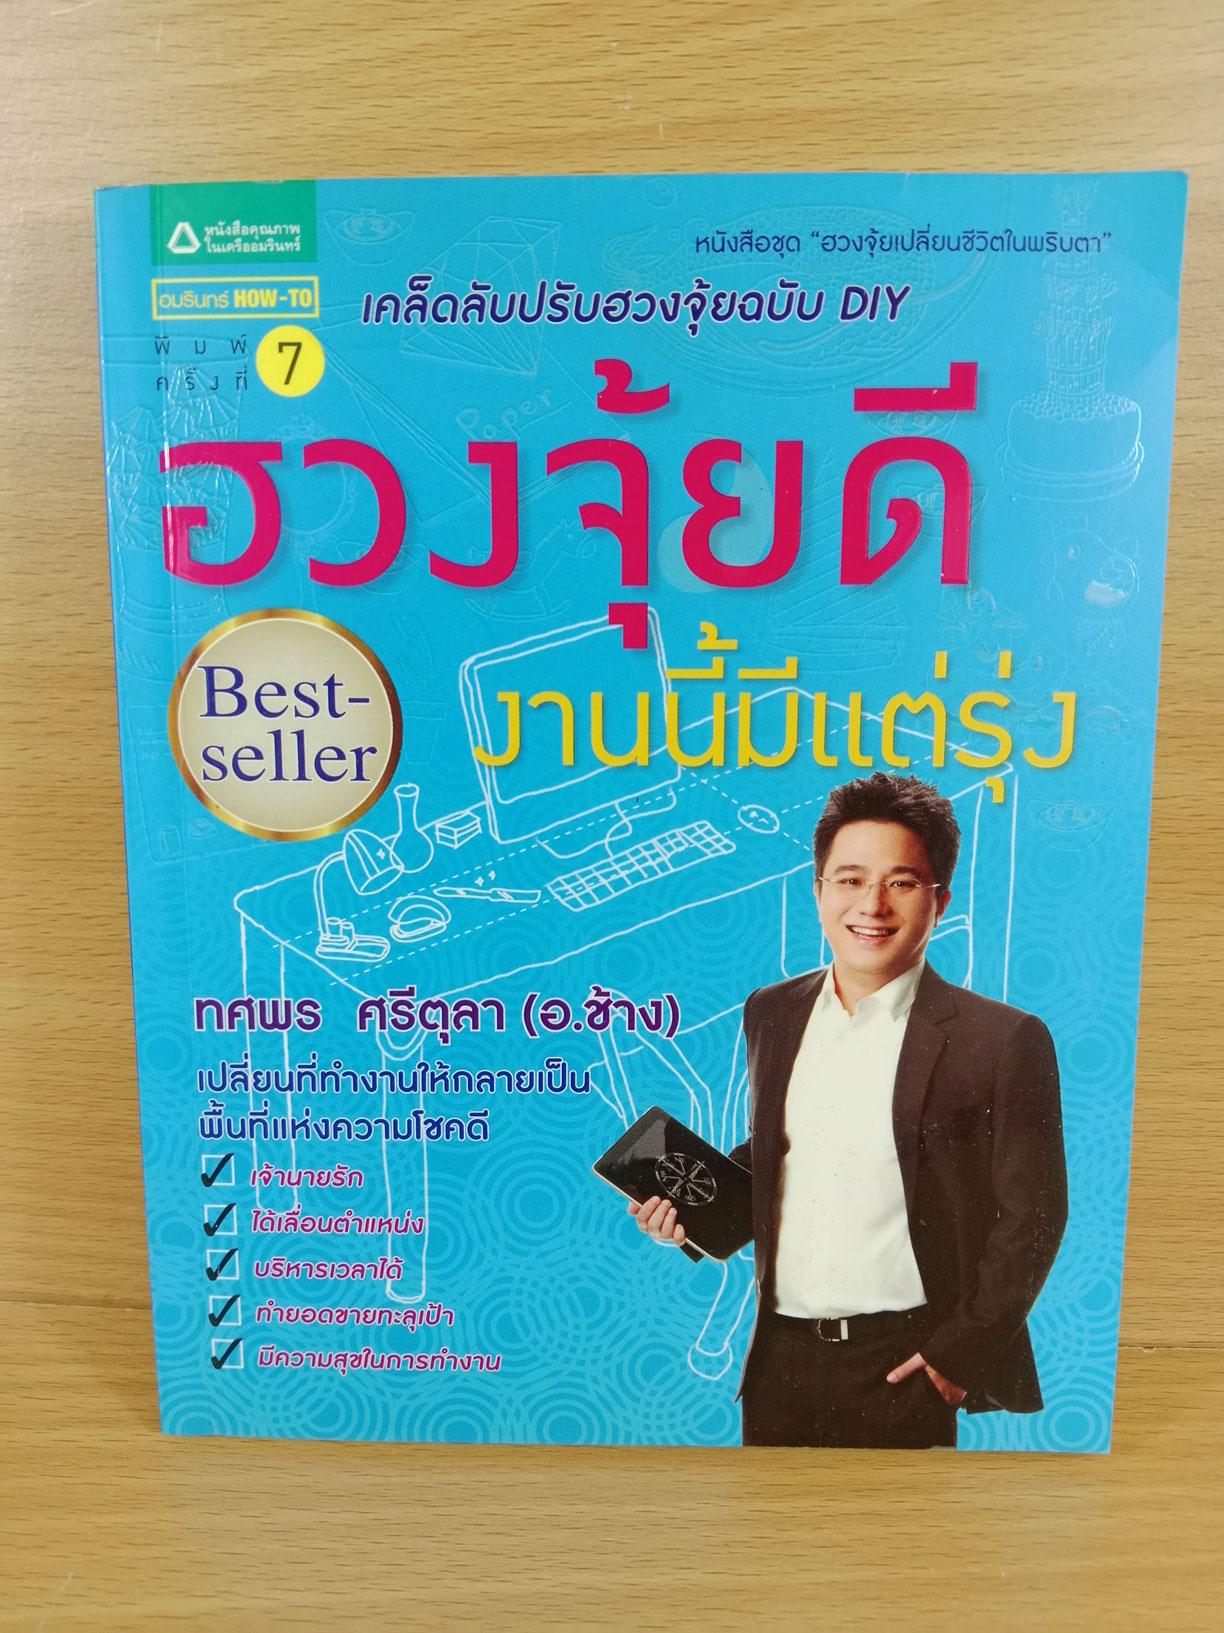 หนังสือคุณภาพ
ในเครืออมรินทร์
อมรินทร์ HOW-TO
พิมพ์
ครั้งที่
7
หนังสือชุด “ฮวงจุ้ยเปลี่ยนชีวิตในพริบตา”
เคล็ดลับปรับฮวงจุ้ยฉบับ DIY
Paper
ฮวงจุ้ยดี
งานนี้มีแต่รุ่ง
Best-
seller
ทศพร ศรีตุลา (อ.ช้าง)
เปลี่ยนที่ทำงานให้กลายเป็น
พื้นที่แห่งความโชคดี
เจ้านายรัก
ได้เลื่อนตำแหน่ง
บริหารเวลาได้
ทำยอดขายทะลุเป้า
มีความสุขในการทำงาน